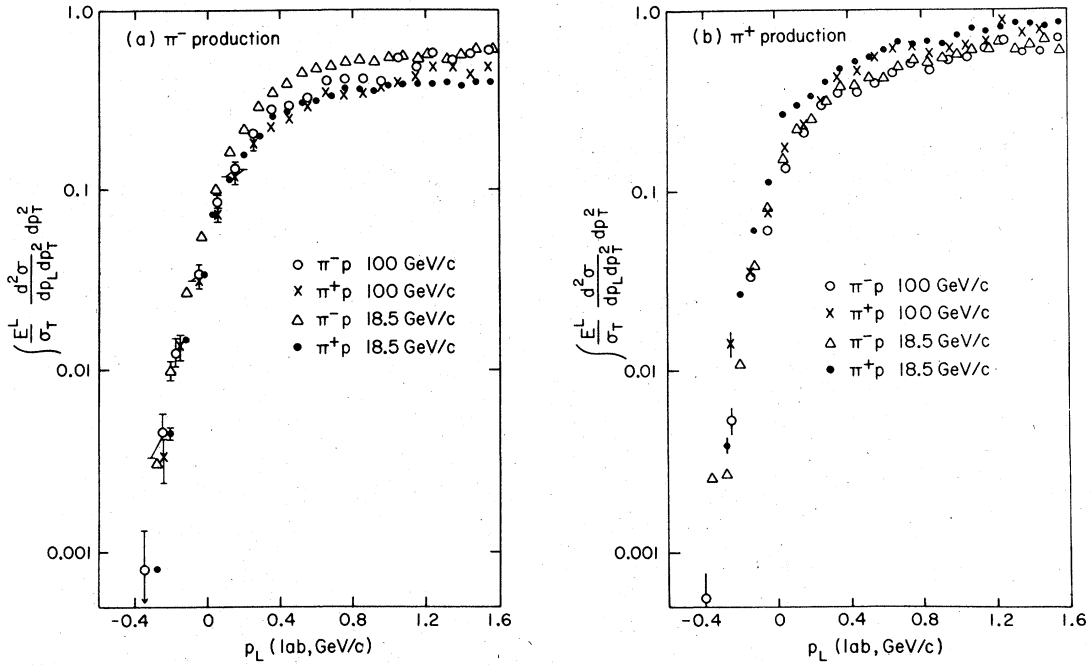 (a) π⁻ production
1.0
0.1
0.01
0.001
∫ E^L/σ_T d²σ/dp_L dp_T² dp_T²
○ π⁻p 100 GeV/c
× π⁺p 100 GeV/c
△ π⁻p 18.5 GeV/c
● π⁺p 18.5 GeV/c
-0.4 0 0.4 0.8 1.2 1.6
p_L (lab, GeV/c)
(b) π⁺ production
1.0
0.1
0.01
0.001
∫ E^L/σ_T d²σ/dp_L dp_T² dp_T²
○ π⁻p 100 GeV/c
× π⁺p 100 GeV/c
△ π⁻p 18.5 GeV/c
● π⁺p 18.5 GeV/c
-0.4 0 0.4 0.8 1.2 1.6
p_L (lab, GeV/c)